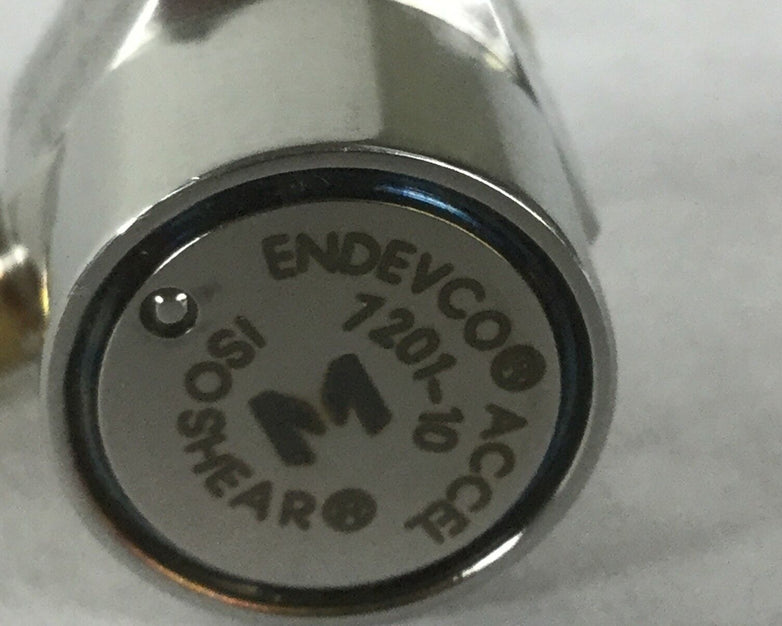 ENDEVCO® ACCEL
7201-10
ISOSHEAR®
M